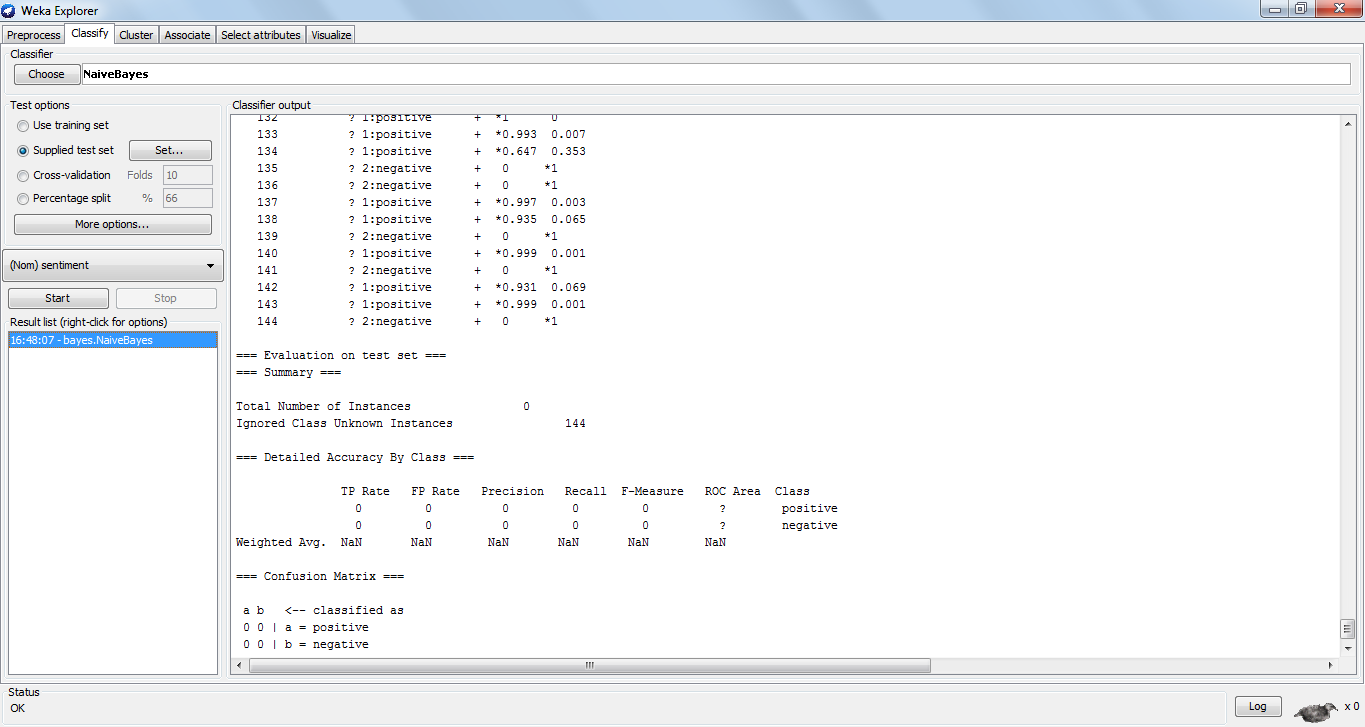 Weka Explorer
Preprocess Classify Cluster Associate Select attributes Visualize
Classifier
Choose NaiveBayes
Test options
Use training set
Supplied test set Set...
Cross-validation Folds 10
Percentage split % 66
More options...
(Nom) sentiment
Start Stop
Result list (right-click for options)
16:48:07 - bayes.NaiveBayes
Classifier output
132 ? 1:positive + *1 0
133 ? 1:positive + *0.993 0.007
134 ? 1:positive + *0.647 0.353
135 ? 2:negative + 0 *1
136 ? 2:negative + 0 *1
137 ? 1:positive + *0.997 0.003
138 ? 1:positive + *0.935 0.065
139 ? 2:negative + 0 *1
140 ? 1:positive + *0.999 0.001
141 ? 2:negative + 0 *1
142 ? 1:positive + *0.931 0.069
143 ? 1:positive + *0.999 0.001
144 ? 2:negative + 0 *1
=== Evaluation on test set ===
=== Summary ===
Total Number of Instances 0
Ignored Class Unknown Instances 144
=== Detailed Accuracy By Class ===
TP Rate FP Rate Precision Recall F-Measure ROC Area Class
0 0 0 0 0 ? positive
0 0 0 0 0 ? negative
Weighted Avg. NaN NaN NaN NaN NaN NaN
=== Confusion Matrix ===
a b <-- classified as
0 0 | a = positive
0 0 | b = negative
Status
OK
Log x 0